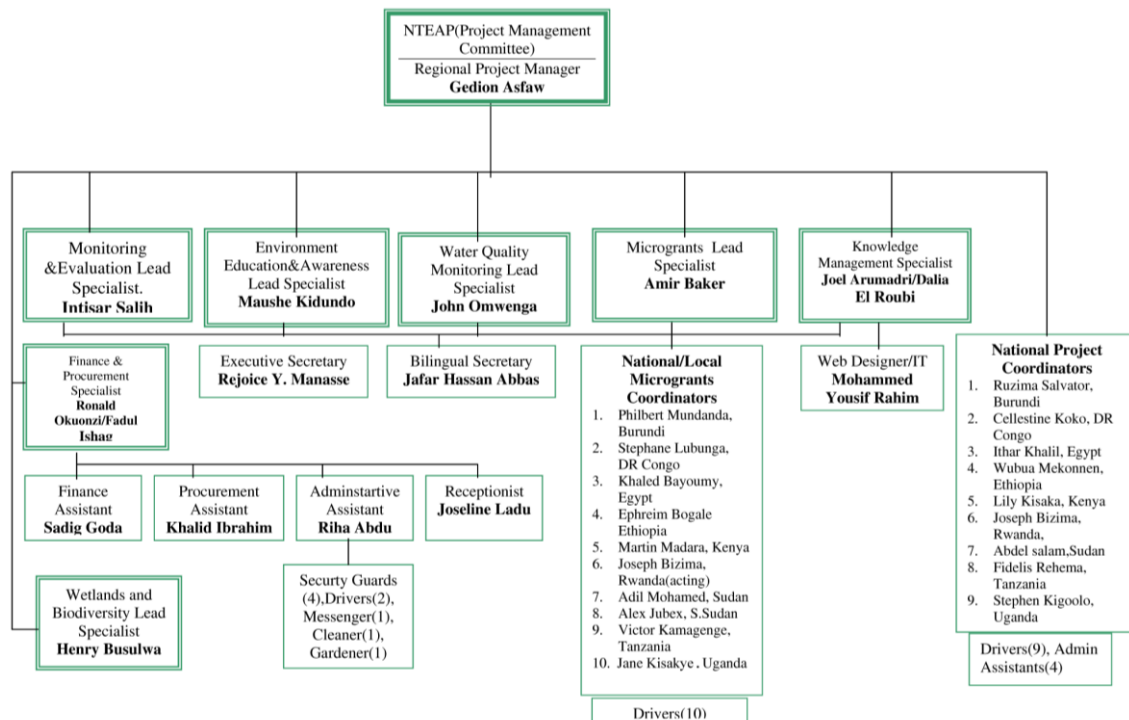 NTEAP(Project Management
Committee)
Regional Project Manager
Gedion Asfaw
Monitoring
&Evaluation Lead
Specialist.
Intisar Salih
Environment
Education&Awareness
Lead Specialist
Maushe Kidundo
Water Quality
Monitoring Lead
Specialist
John Omwenga
Microgrants Lead
Specialist
Amir Baker
Knowledge
Management Specialist
Joel Arumadri/Dalia
El Roubi
Finance &
Procurement
Specialist
Ronald
Okuonzi/Fadul
Ishag
Executive Secretary
Rejoice Y. Manasse
Bilingual Secretary
Jafar Hassan Abbas
National/Local
Microgrants
Coordinators
1. Philbert Mundanda,
Burundi
2. Stephane Lubunga,
DR Congo
3. Khaled Bayoumy,
Egypt
4. Ephreim Bogale
Ethiopia
5. Martin Madara, Kenya
6. Joseph Bizima,
Rwanda(acting)
7. Adil Mohamed, Sudan
8. Alex Jubex, S.Sudan
9. Victor Kamagenge,
Tanzania
10. Jane Kisakye. Uganda
Drivers(10)
Web Designer/IT
Mohammed
Yousif Rahim
National Project
Coordinators
1. Ruzima Salvator,
Burundi
2. Cellestine Koko, DR
Congo
3. Ithar Khalil, Egypt
4. Wubua Mekonnen,
Ethiopia
5. Lily Kisaka, Kenya
6. Joseph Bizima,
Rwanda,
7. Abdel salam,Sudan
8. Fidelis Rehema,
Tanzania
9. Stephen Kigoolo,
Uganda
Drivers(9), Admin
Assistants(4)
Finance
Assistant
Sadig Goda
Procurement
Assistant
Khalid Ibrahim
Adminstartive
Assistant
Riha Abdu
Receptionist
Joseline Ladu
Securty Guards
(4),Drivers(2),
Messenger(1),
Cleaner(1),
Gardener(1)
Wetlands and
Biodiversity Lead
Specialist
Henry Busulwa